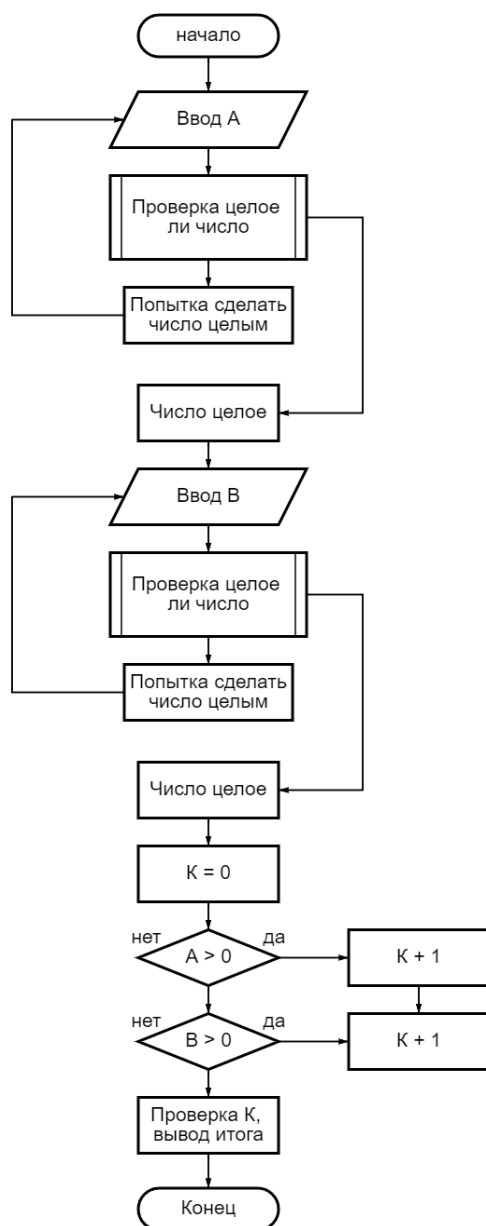 начало
Ввод А
Проверка целое
ли число
Попытка сделать
число целым
Число целое
Ввод В
Проверка целое
ли число
Попытка сделать
число целым
Число целое
К = 0
нет
А > 0
да
К + 1
нет
В > 0
да
К + 1
Проверка К,
вывод итога
Конец